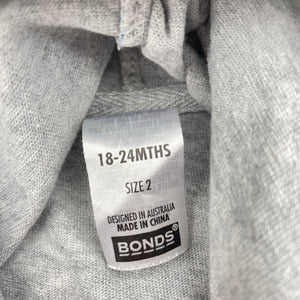 18-24MTHS
SIZE 2
DESIGNED IN AUSTRALIA
MADE IN CHINA
BONDS®